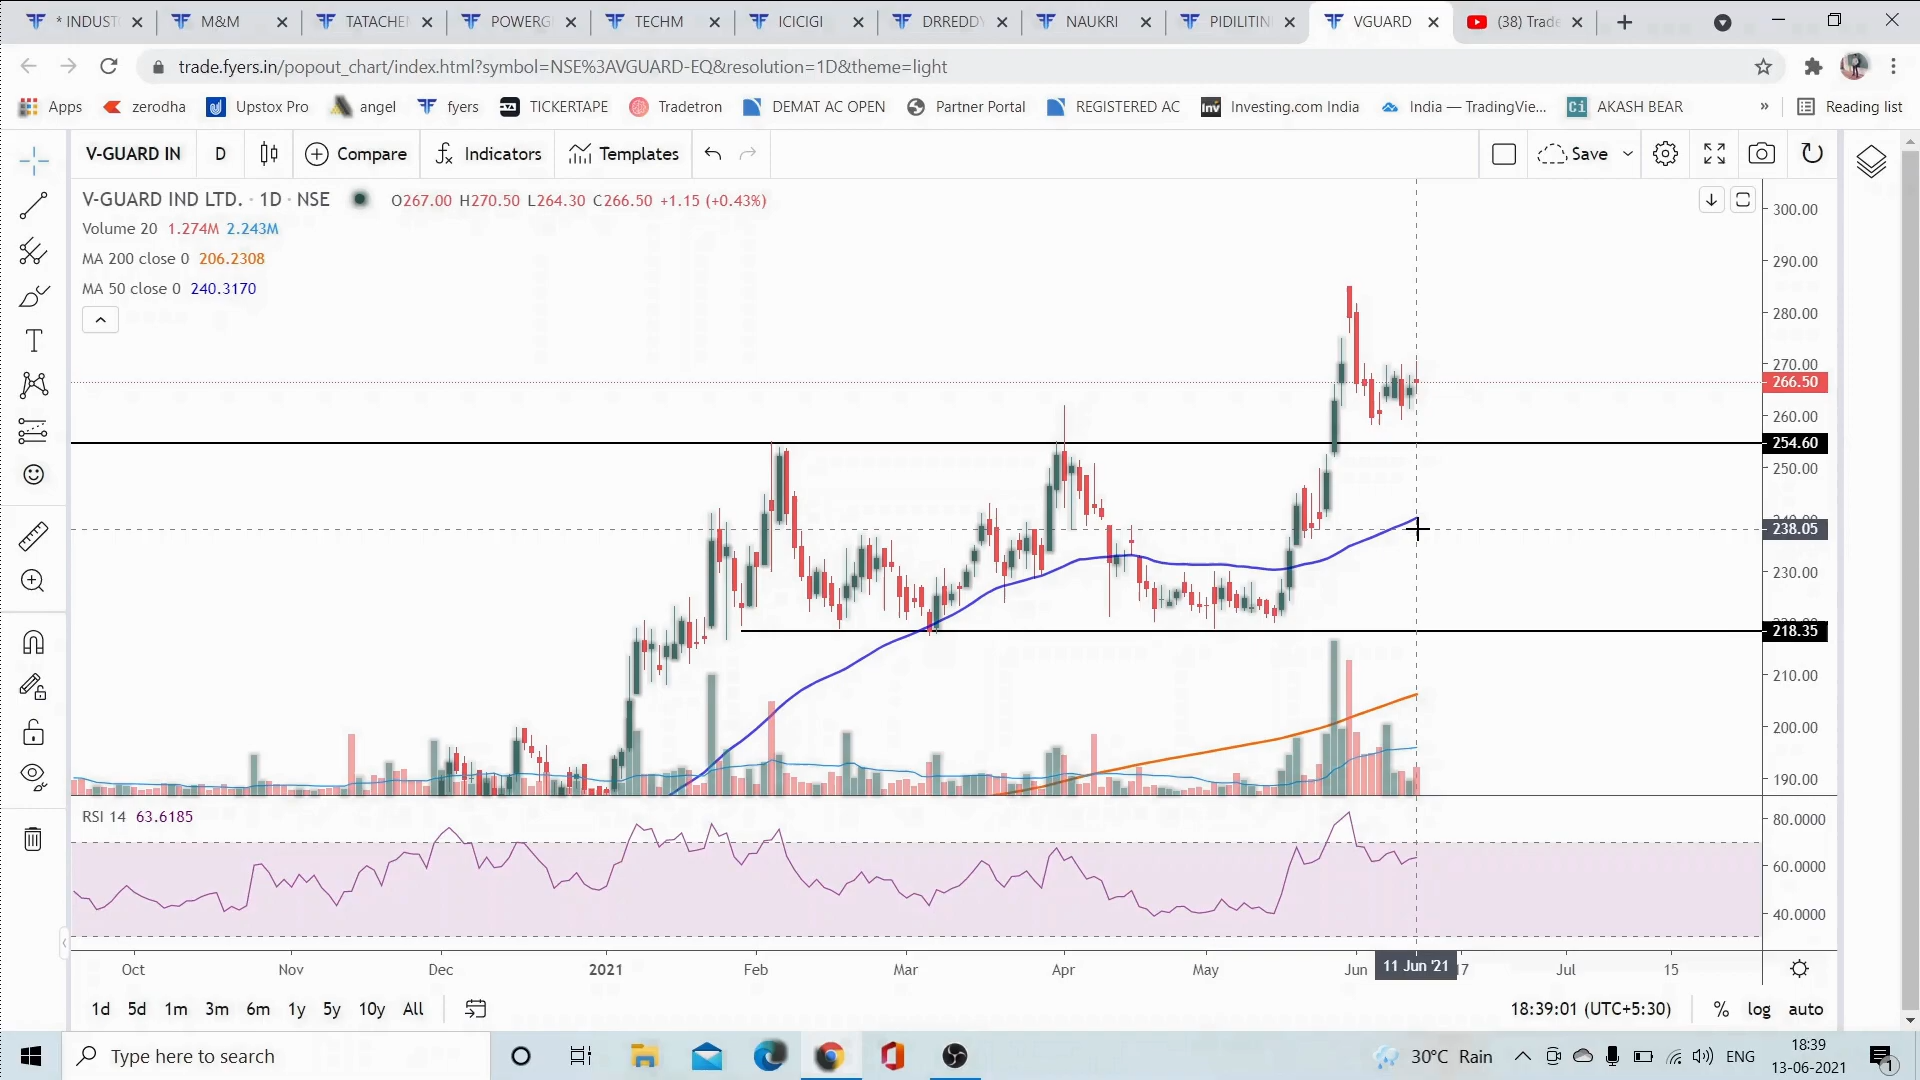 * INDUST
M&M
TATACHEM
POWERG
TECHM
ICICIGI
DRREDDY
NAUKRI
PIDILITIN
VGUARD
(38) Trade
trade.fyers.in/popout_chart/index.html?symbol=NSE%3AVGUARD-EQ&resolution=1D&theme=light
Apps
zerodha
Upstox Pro
angel
fyers
TICKERTAPE
Tradetron
DEMAT AC OPEN
Partner Portal
REGISTERED AC
Inv
Investing.com India
India — TradingVie...
Ci
AKASH BEAR
»
Reading list
V-GUARD IN
D
Compare
Indicators
Templates
Save
V-GUARD IND LTD. · 1D · NSE
O267.00 H270.50 L264.30 C266.50 +1.15 (+0.43%)
Volume 20 1.274M 2.243M
MA 200 close 0 206.2308
MA 50 close 0 240.3170
300.00
290.00
280.00
270.00
266.50
260.00
254.60
250.00
238.05
230.00
218.35
210.00
200.00
190.00
RSI 14 63.6185
80.0000
60.0000
40.0000
Oct
Nov
Dec
2021
Feb
Mar
Apr
May
Jun
11 Jun '21
17
Jul
15
1d 5d 1m 3m 6m 1y 5y 10y All
18:39:01 (UTC+5:30)
% log auto
Type here to search
30°C Rain
ENG
18:39
13-06-2021
1